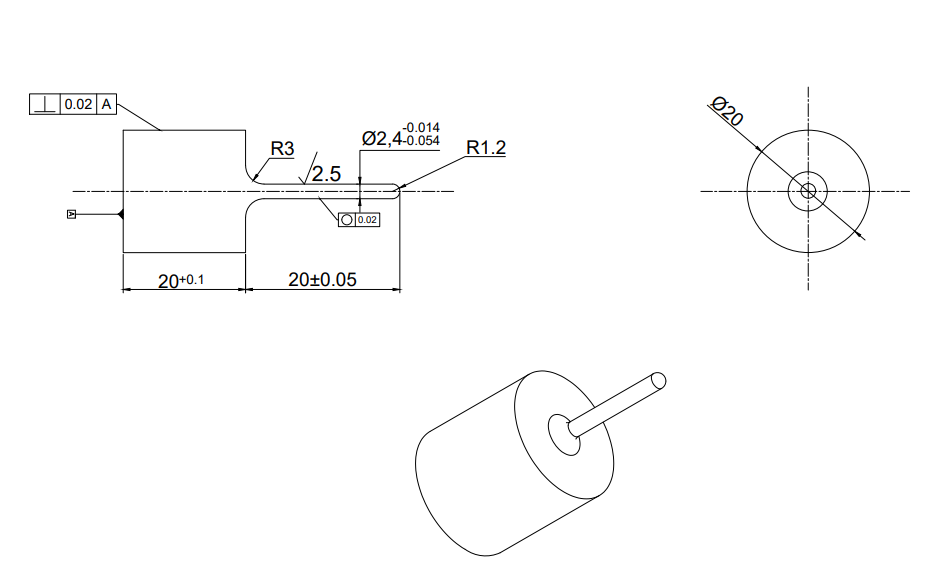 ⊥ 0.02 A
R3
2.5
Ø2,4
-0.014
-0.054
R1.2
○ 0.02
A
20+0.1
20±0.05
Ø20